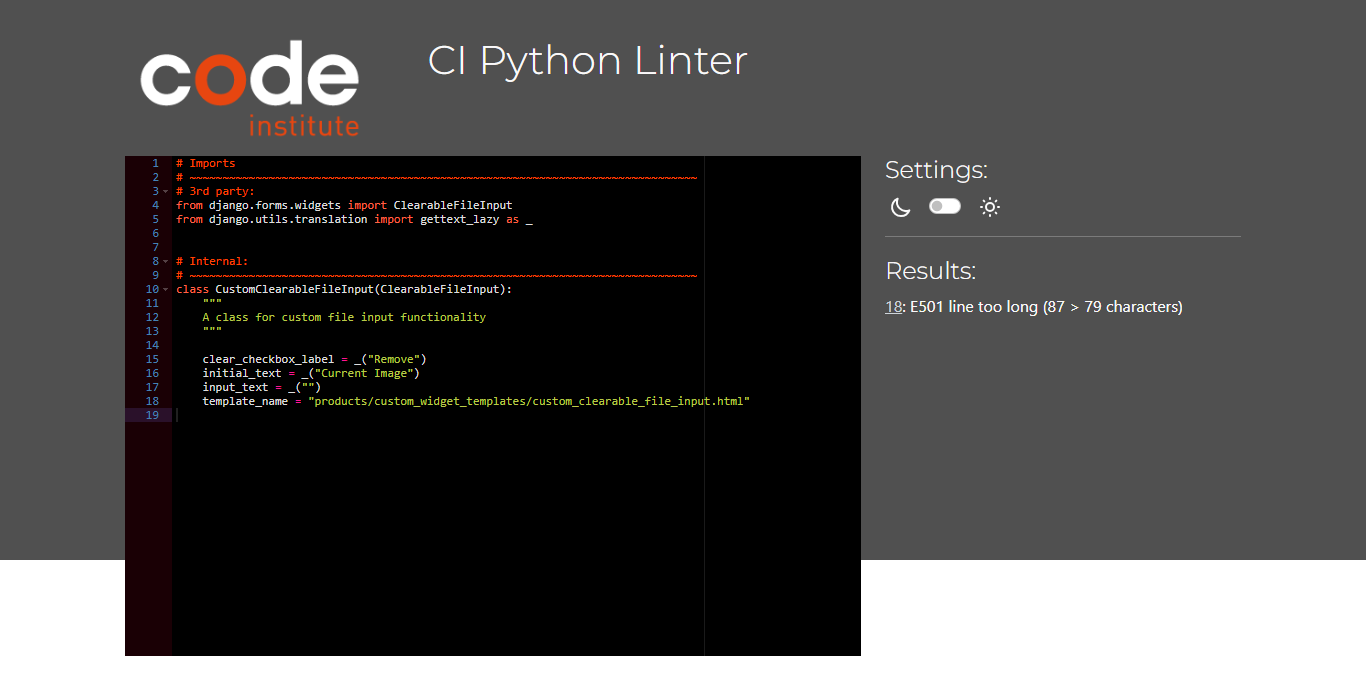 code
institute
CI Python Linter
1 # Imports
2 # ~~~~~~~~~~~~~~~~~~~~~~~~~~~~~~~~~~~~~~~~~~~~~~~~~~~~~~~~~~~~~~~~~~~~~~~~~~~~~
3 # 3rd party:
4 from django.forms.widgets import ClearableFileInput
5 from django.utils.translation import gettext_lazy as _
6
7
8 # Internal:
9 # ~~~~~~~~~~~~~~~~~~~~~~~~~~~~~~~~~~~~~~~~~~~~~~~~~~~~~~~~~~~~~~~~~~~~~~~~~~~~~
10 class CustomClearableFileInput(ClearableFileInput):
11 """
12 A class for custom file input functionality
13 """
14
15 clear_checkbox_label = _("Remove")
16 initial_text = _("Current Image")
17 input_text = _("")
18 template_name = "products/custom_widget_templates/custom_clearable_file_input.html"
19
Settings:
Results:
18: E501 line too long (87 > 79 characters)